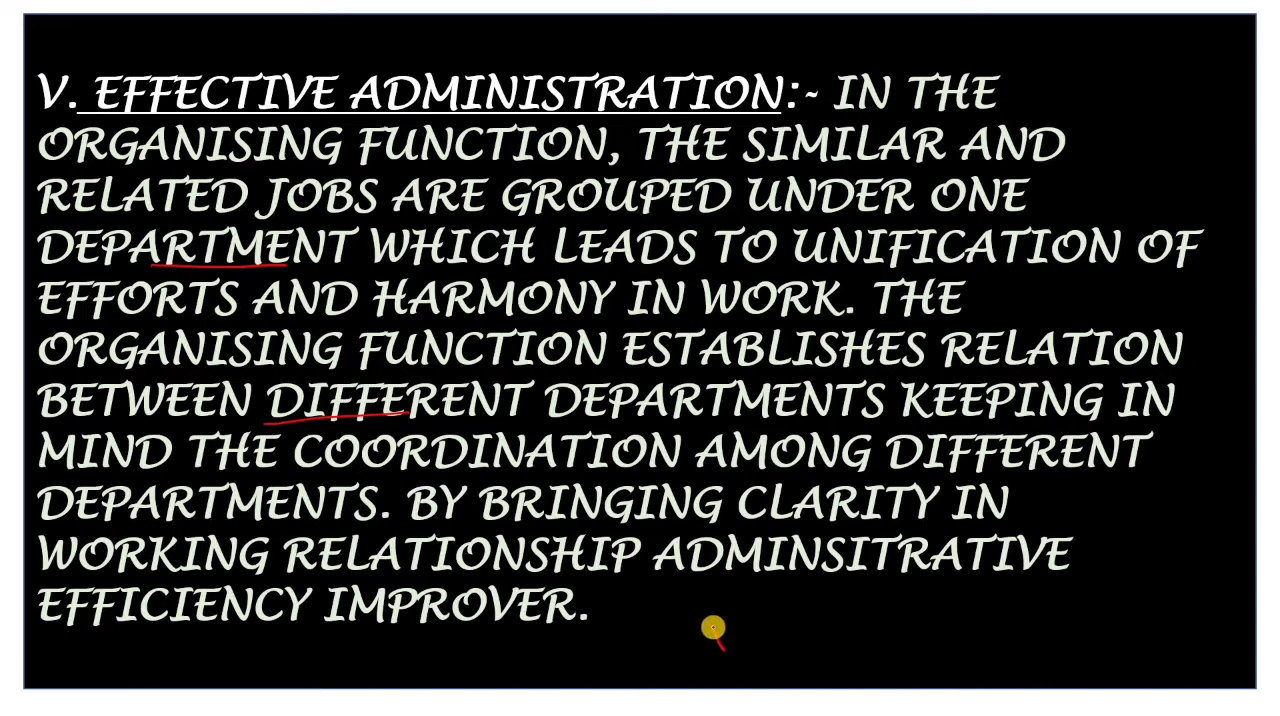 V. EFFECTIVE ADMINISTRATION:- IN THE
ORGANISING FUNCTION, THE SIMILAR AND
RELATED JOBS ARE GROUPED UNDER ONE
DEPARTMENT WHICH LEADS TO UNIFICATION OF
EFFORTS AND HARMONY IN WORK. THE
ORGANISING FUNCTION ESTABLISHES RELATION
BETWEEN DIFFERENT DEPARTMENTS KEEPING IN
MIND THE COORDINATION AMONG DIFFERENT
DEPARTMENTS. BY BRINGING CLARITY IN
WORKING RELATIONSHIP ADMINSITRATIVE
EFFICIENCY IMPROVER.